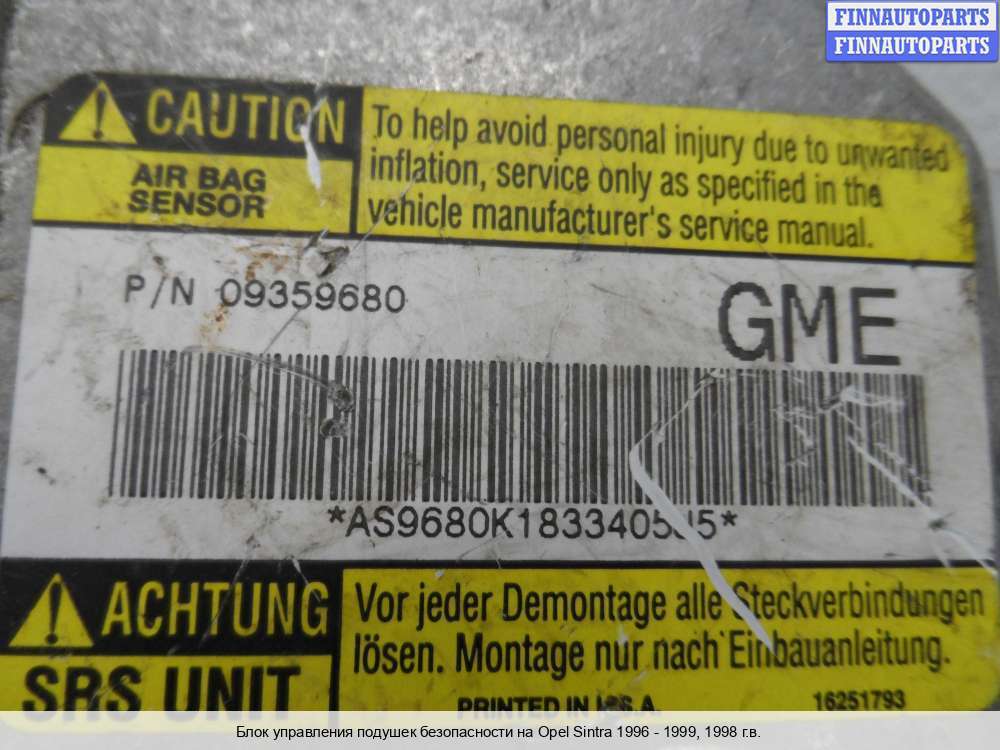 FINNAUTOPARTS
FINNAUTOPARTS
CAUTION
AIR BAG
SENSOR
To help avoid personal injury due to unwanted
inflation, service only as specified in the
vehicle manufacturer's service manual.
P/N 09359680
GME
ACHTUNG
SRS UNIT
Vor jeder Demontage alle Steckverbindungen
lösen. Montage nur nach Einbauanleitung.
PRINTED IN U.S.A.
16251793
Блок управления подушек безопасности на Opel Sintra 1996 - 1999, 1998 г.в.